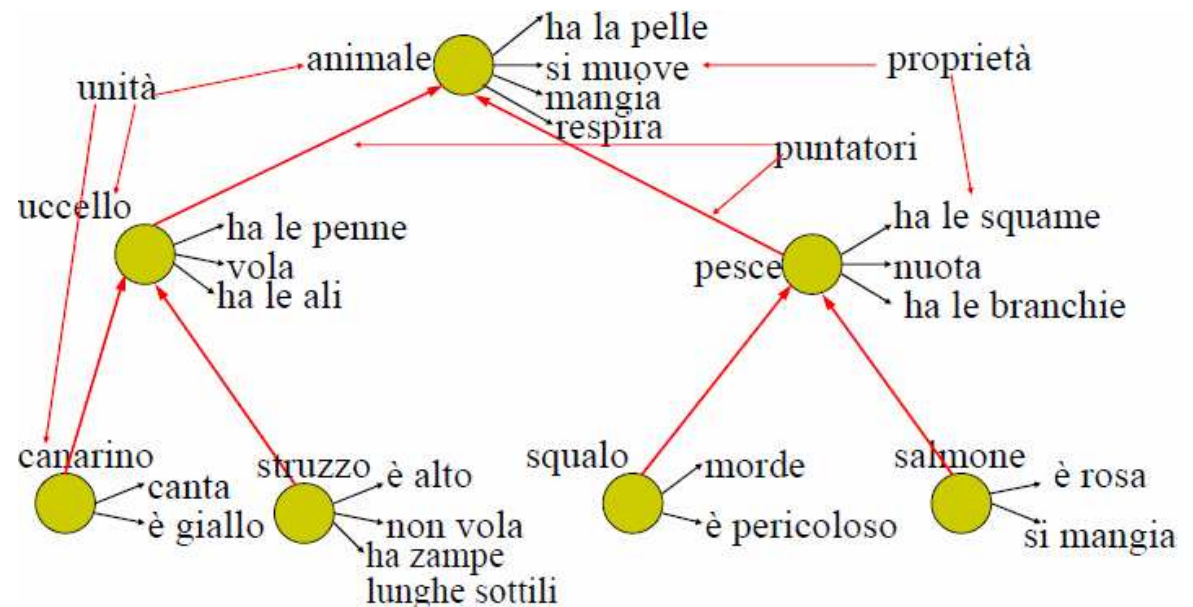 ha la pelle
animale
si muove
proprietà
unità
mangia
respira
puntatori
uccello
ha le penne
vola
ha le ali
ha le squame
pesce
nuota
ha le branchie
canarino
canta
è giallo
struzzo
è alto
non vola
ha zampe
lunghe sottili
squalo
morde
è pericoloso
salmone
è rosa
si mangia